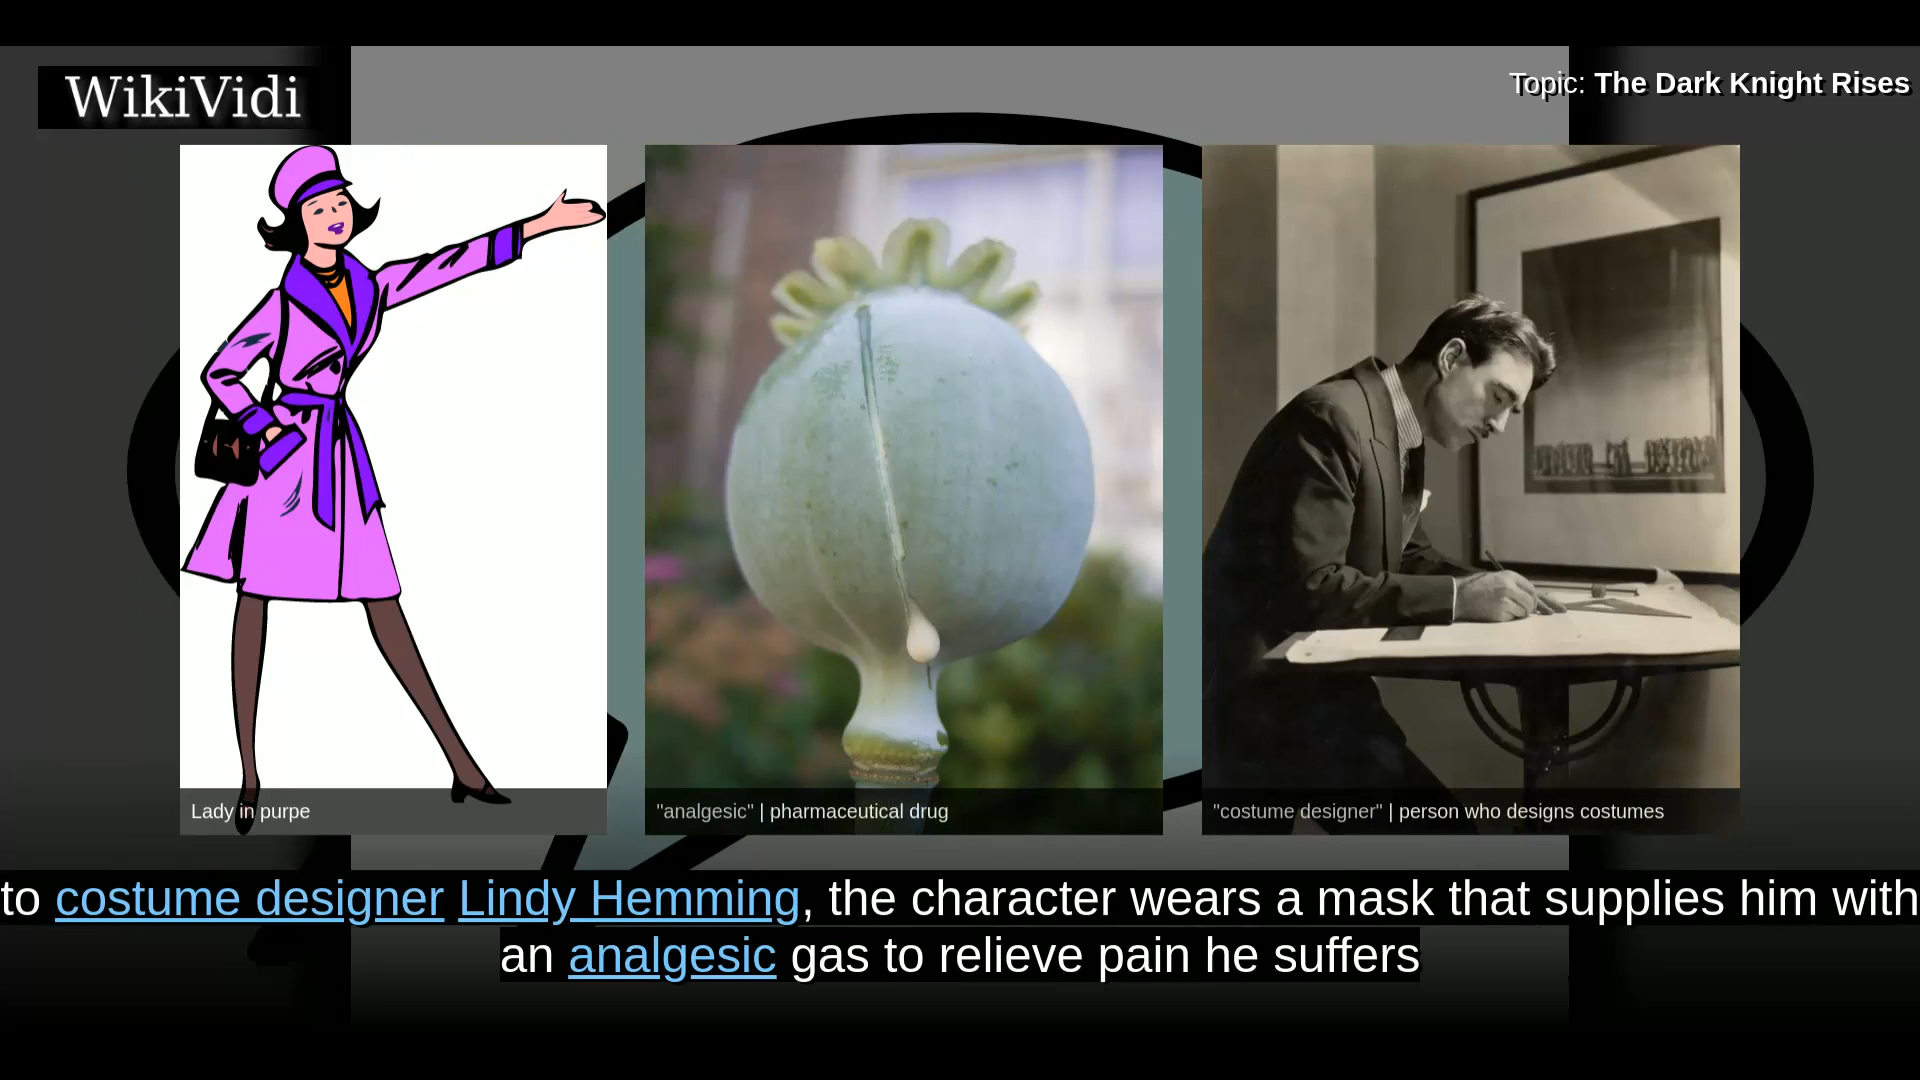 WikiVidi
Topic: The Dark Knight Rises
Lady in purpe
"analgesic" | pharmaceutical drug
"costume designer" | person who designs costumes
to costume designer Lindy Hemming, the character wears a mask that supplies him with
an analgesic gas to relieve pain he suffers